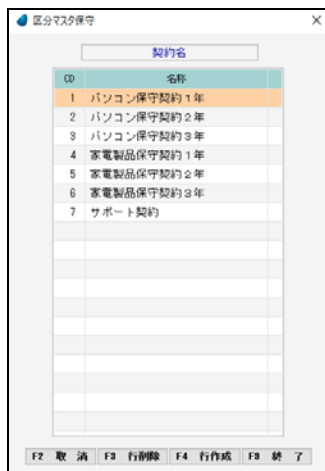 区分マスタ保守
契約名
CD 名称
1 パソコン保守契約1年
2 パソコン保守契約2年
3 パソコン保守契約3年
4 家電製品保守契約1年
5 家電製品保守契約2年
6 家電製品保守契約3年
7 サポート契約
F2 取 消 F3 行削除 F4 行作成 F9 終 了